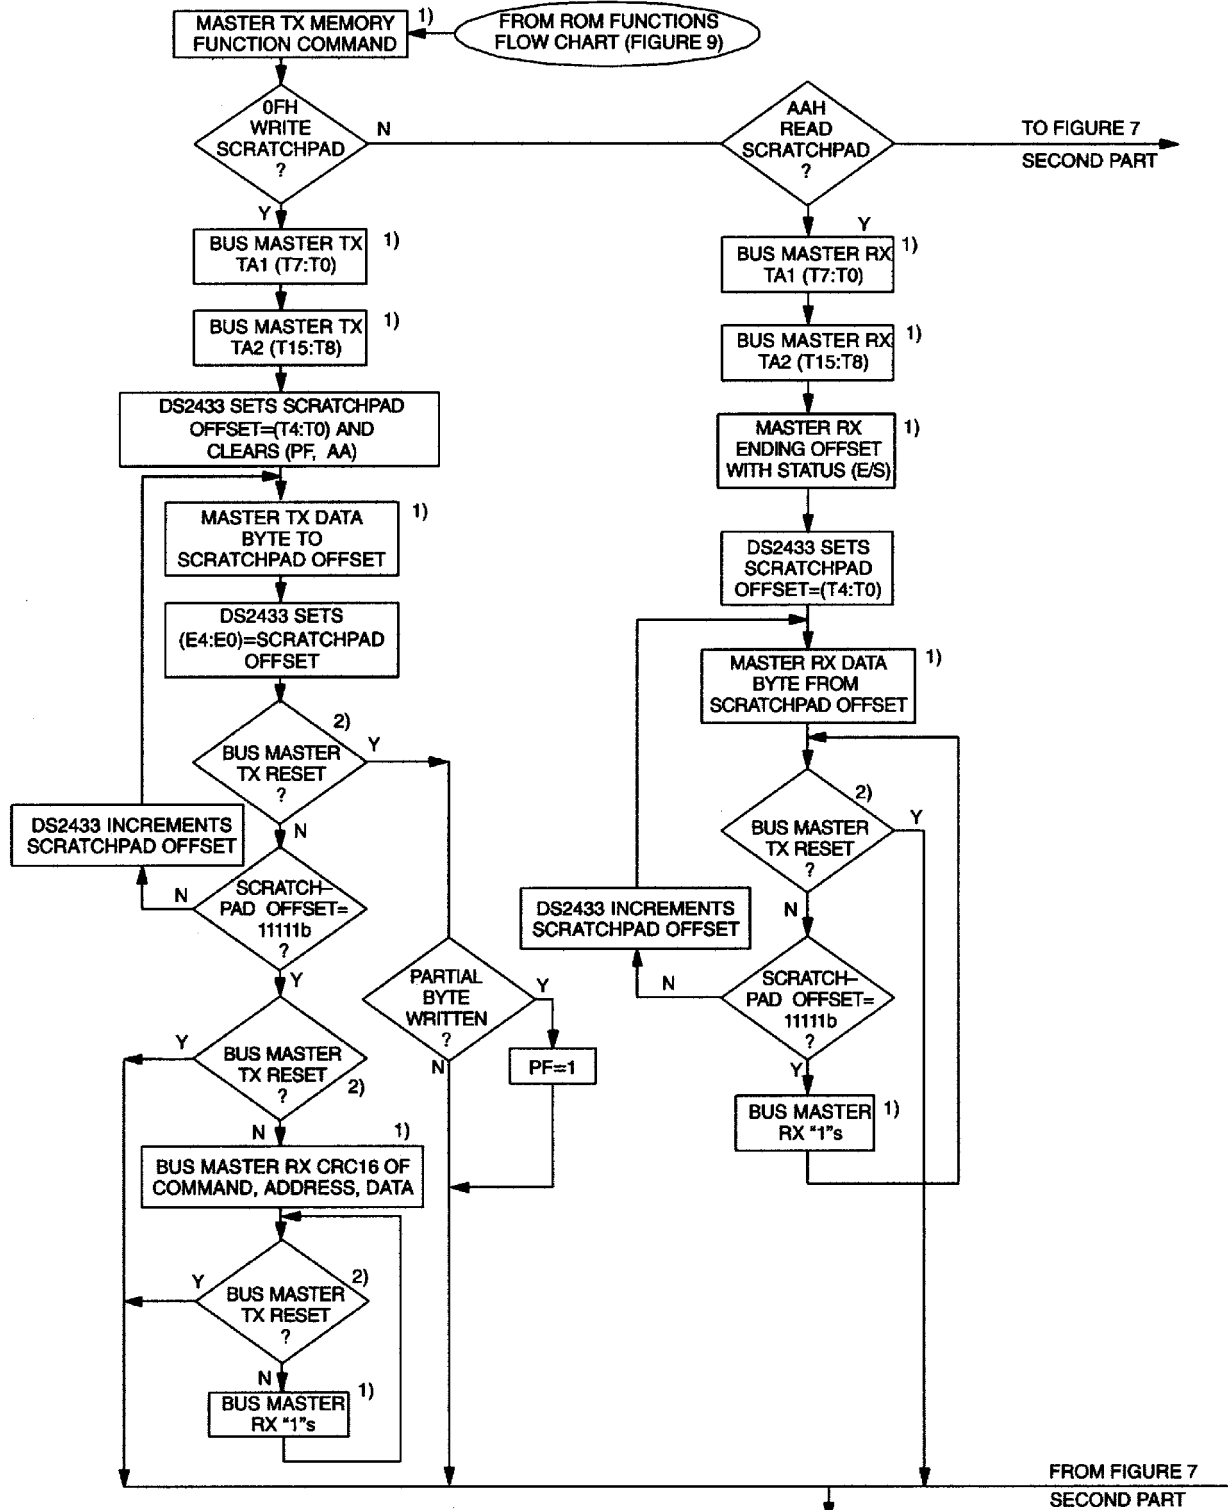 MASTER TX MEMORY
FUNCTION COMMAND
1)
FROM ROM FUNCTIONS
FLOW CHART (FIGURE 9)
0FH
WRITE
SCRATCHPAD
?
N
Y
AAH
READ
SCRATCHPAD
?
TO FIGURE 7
SECOND PART
Y
BUS MASTER TX
TA1 (T7:T0)
1)
BUS MASTER TX
TA2 (T15:T8)
1)
DS2433 SETS SCRATCHPAD
OFFSET=(T4:T0) AND
CLEARS (PF, AA)
MASTER TX DATA
BYTE TO
SCRATCHPAD OFFSET
1)
DS2433 SETS
(E4:E0)=SCRATCHPAD
OFFSET
BUS MASTER
TX RESET
?
2)
Y
N
DS2433 INCREMENTS
SCRATCHPAD OFFSET
N
SCRATCH–
PAD OFFSET=
11111b
?
Y
BUS MASTER
TX RESET
?
2)
Y
N
BUS MASTER RX CRC16 OF
COMMAND, ADDRESS, DATA
1)
BUS MASTER
TX RESET
?
2)
Y
N
BUS MASTER
RX “1”s
1)
PARTIAL
BYTE
WRITTEN
?
Y
N
PF=1
BUS MASTER RX
TA1 (T7:T0)
1)
BUS MASTER RX
TA2 (T15:T8)
1)
MASTER RX
ENDING OFFSET
WITH STATUS (E/S)
1)
DS2433 SETS
SCRATCHPAD
OFFSET=(T4:T0)
MASTER RX DATA
BYTE FROM
SCRATCHPAD OFFSET
1)
BUS MASTER
TX RESET
?
2)
Y
N
DS2433 INCREMENTS
SCRATCHPAD OFFSET
N
SCRATCH–
PAD OFFSET=
11111b
?
Y
BUS MASTER
RX “1”s
1)
FROM FIGURE 7
SECOND PART